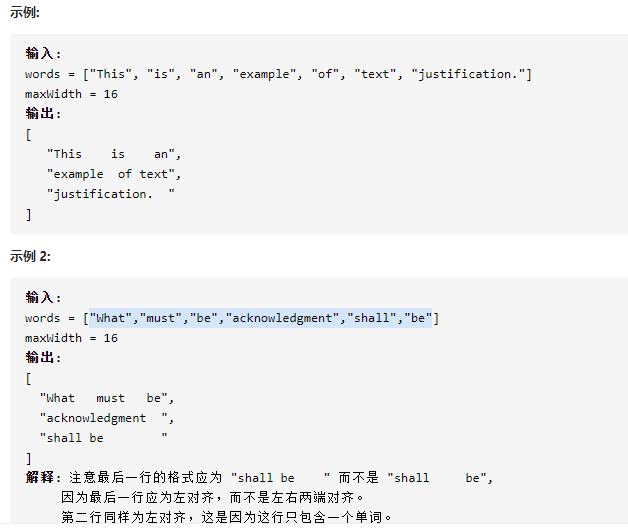 示例:
输入:
words = ["This", "is", "an", "example", "of", "text", "justification."]
maxWidth = 16
输出:
[
   "This    is    an",
   "example  of text",
   "justification.  "
]
示例 2:
输入:
words = ["What","must","be","acknowledgment","shall","be"]
maxWidth = 16
输出:
[
  "What   must   be",
  "acknowledgment  ",
  "shall be        "
]
解释: 注意最后一行的格式应为 "shall be    " 而不是 "shall     be",
     因为最后一行应为左对齐,而不是左右两端对齐。
     第二行同样为左对齐,这是因为这行只包含一个单词。